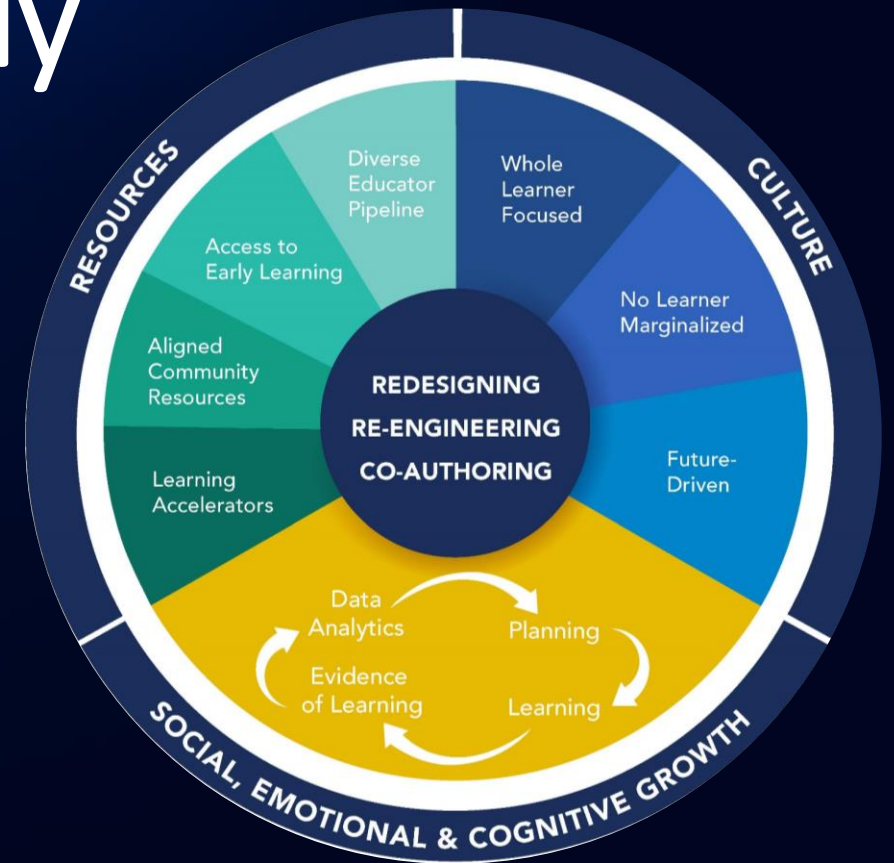 RESOURCES
CULTURE
Diverse
Educator
Pipeline
Whole
Learner
Focused
Access to
Early Learning
No Learner
Marginalized
Aligned
Community
Resources
REDESIGNING
RE-ENGINEERING
CO-AUTHORING
Future-
Driven
Learning
Accelerators
Data
Analytics
Planning
Evidence
of Learning
Learning
SOCIAL, EMOTIONAL & COGNITIVE GROWTH